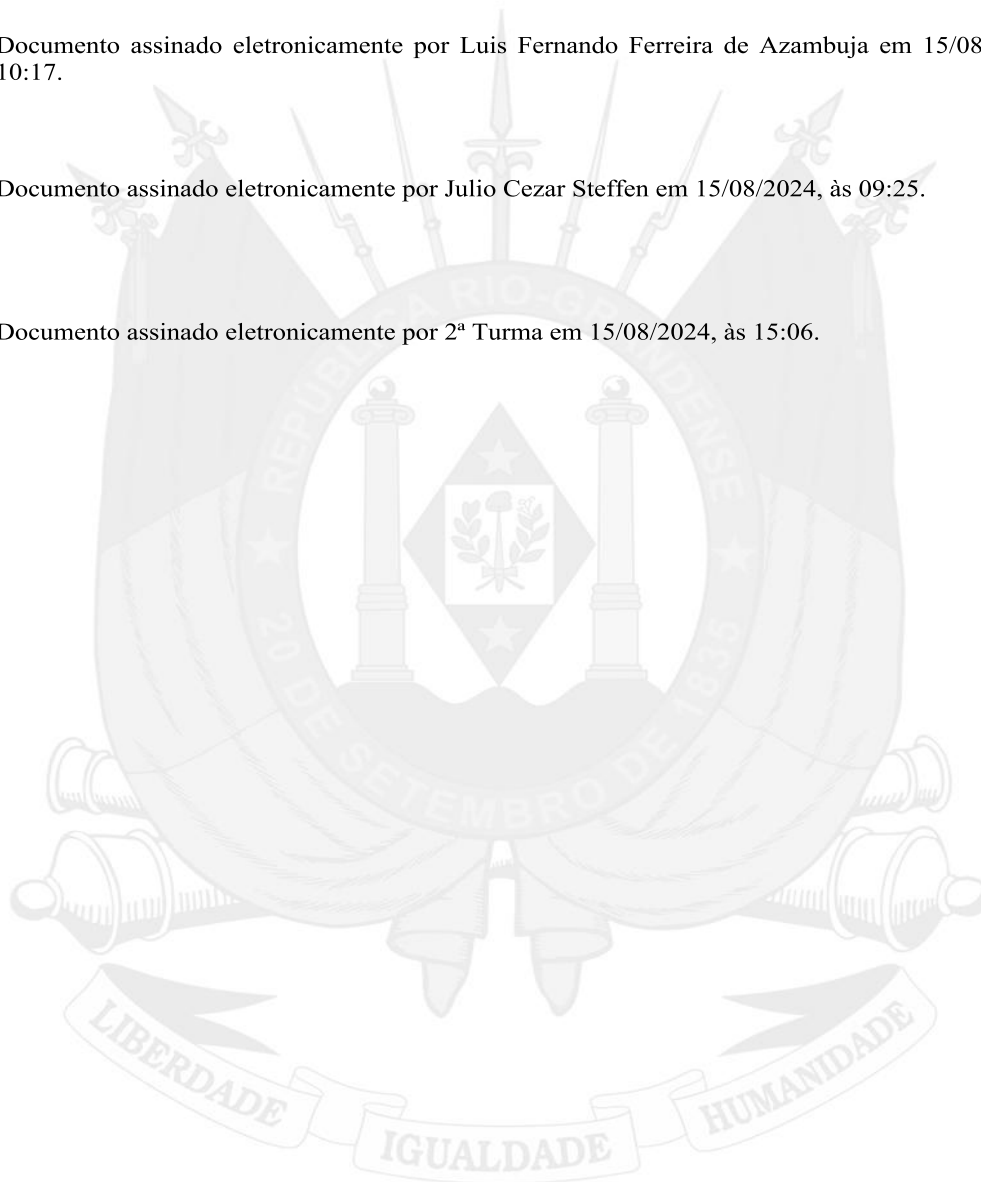 Documento assinado eletronicamente por Luis Fernando Ferreira de Azambuja em 15/08
10:17.
Documento assinado eletronicamente por Julio Cezar Steffen em 15/08/2024, às 09:25.
Documento assinado eletronicamente por 2ª Turma em 15/08/2024, às 15:06.
REPÚBLICA RIO-GRANDENSE
20 DE SETEMBRO DE 1835
LIBERDADE
IGUALDADE
HUMANIDADE